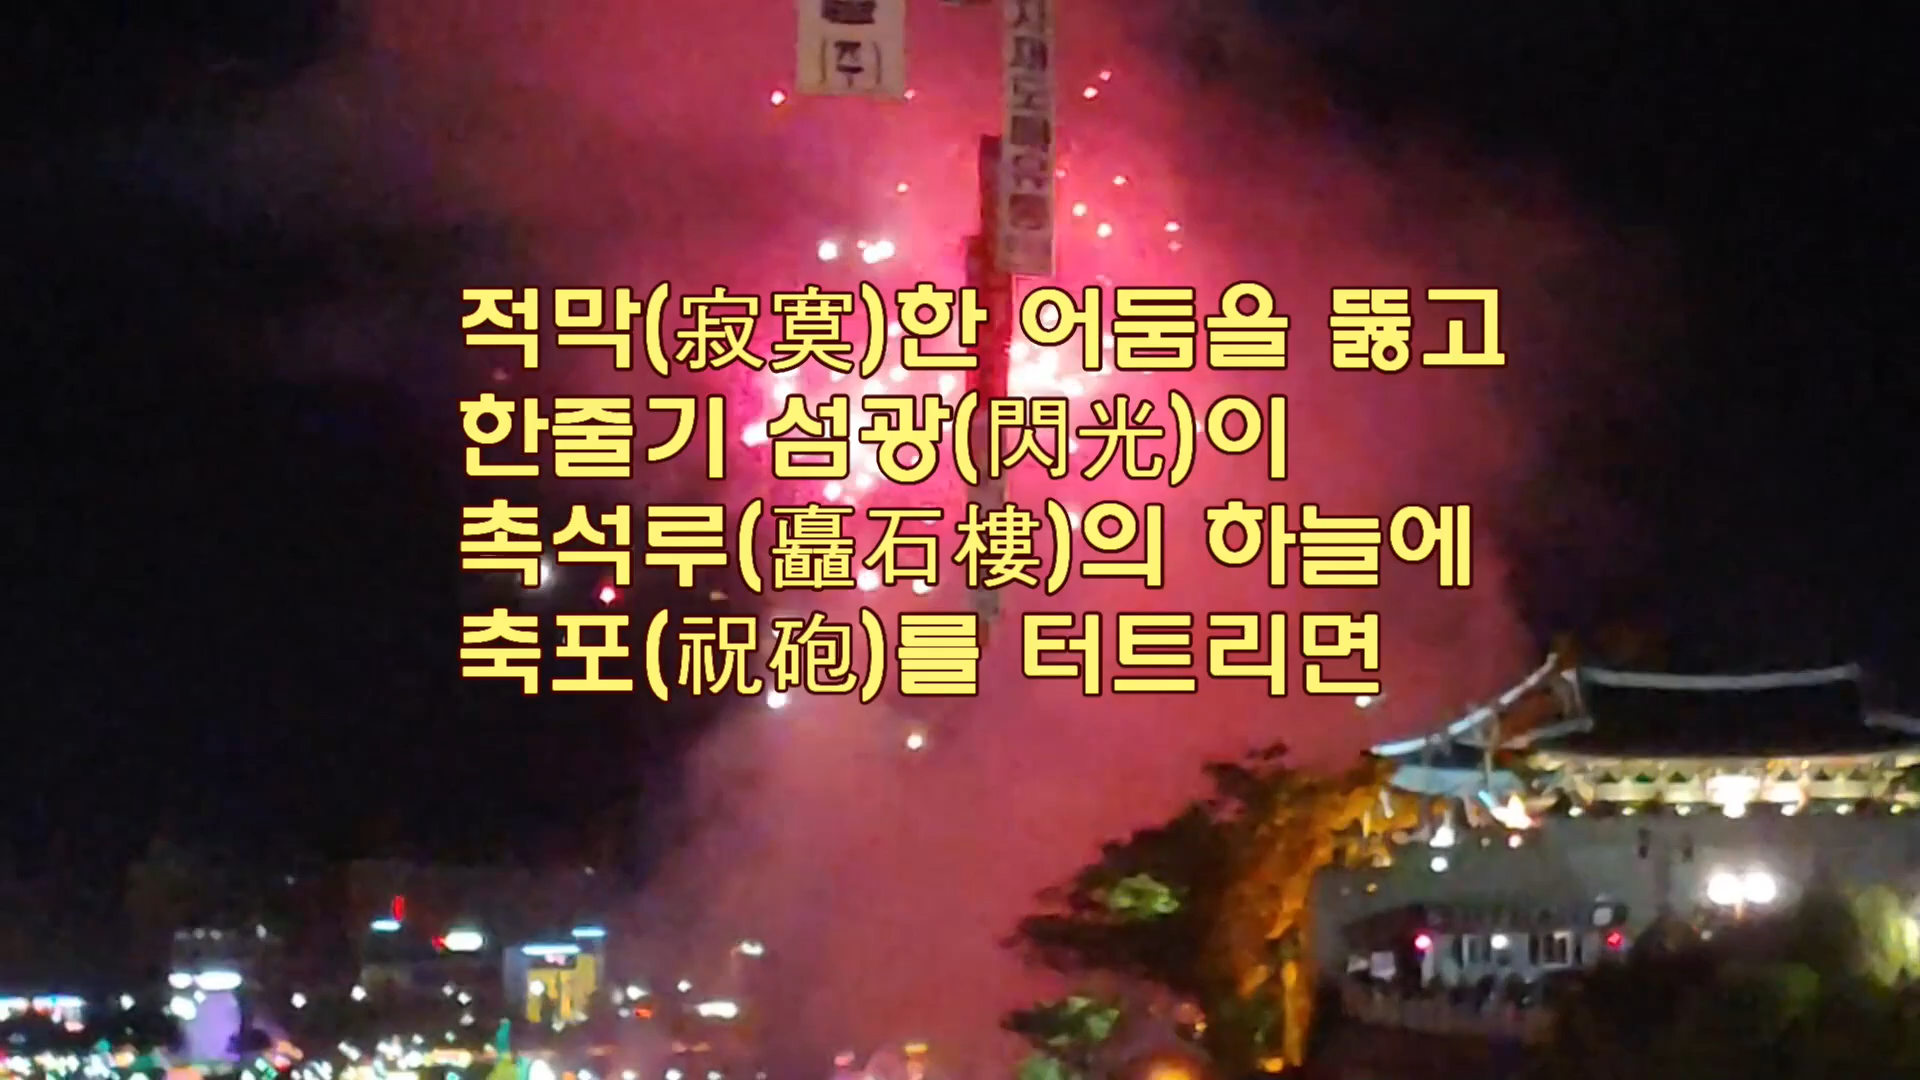 (주)
적막(寂寞)한 어둠을 뚫고
한줄기 섬광(閃光)이
촉석루(矗石樓)의 하늘에
축포(祝砲)를 터트리면